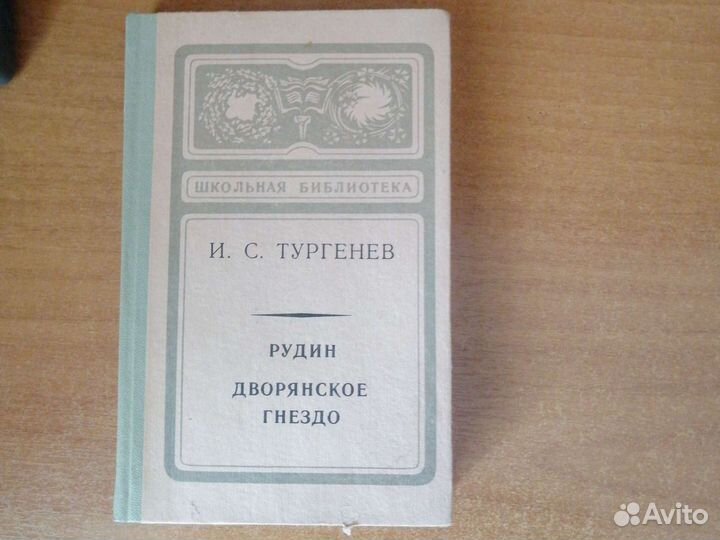 ШКОЛЬНАЯ БИБЛИОТЕКА
И. С. ТУРГЕНЕВ
РУДИН
ДВОРЯНСКОЕ
ГНЕЗДО
Avito